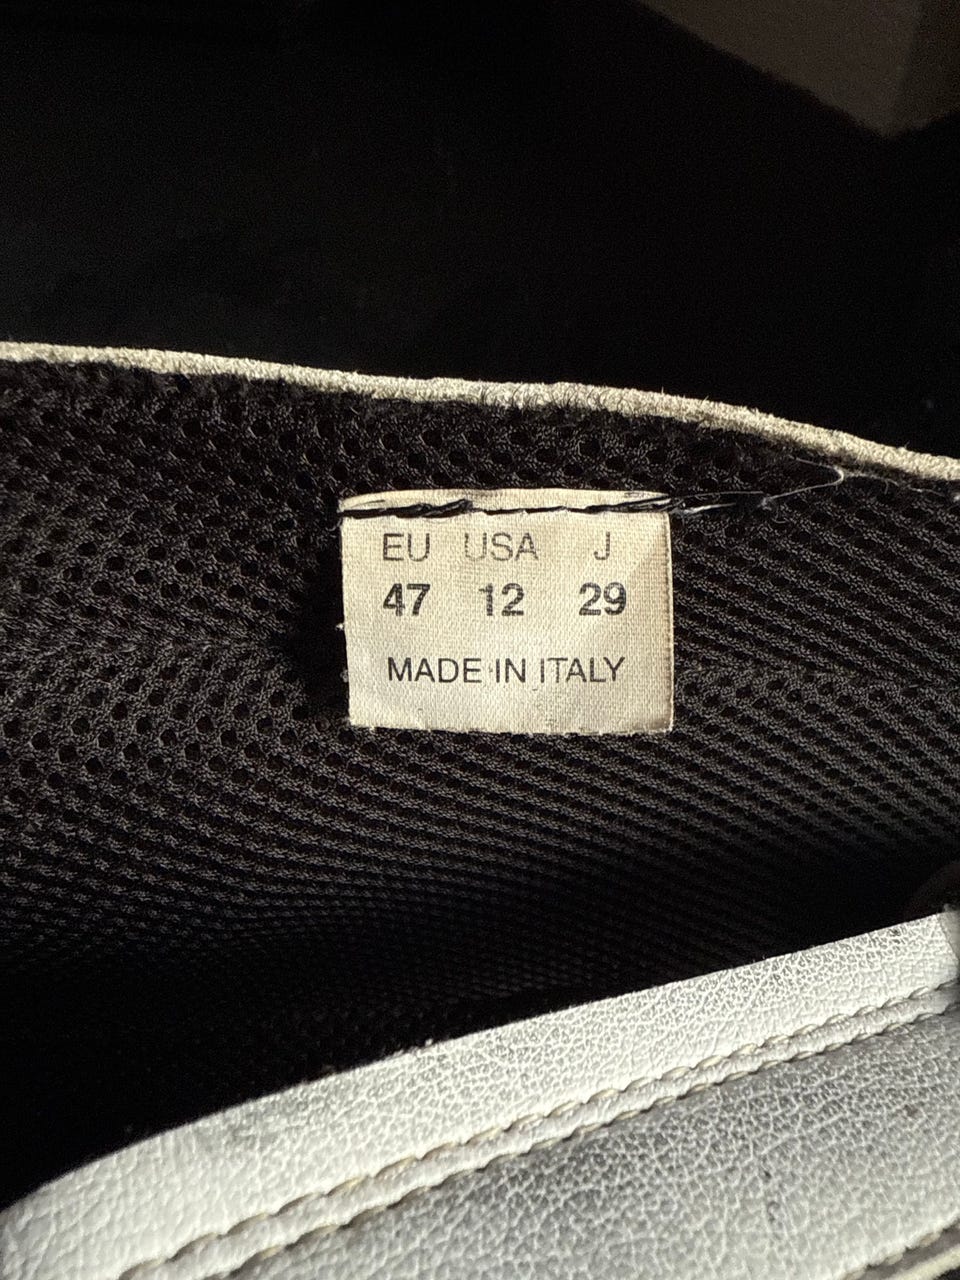 EU USA J
47 12 29
MADE IN ITALY